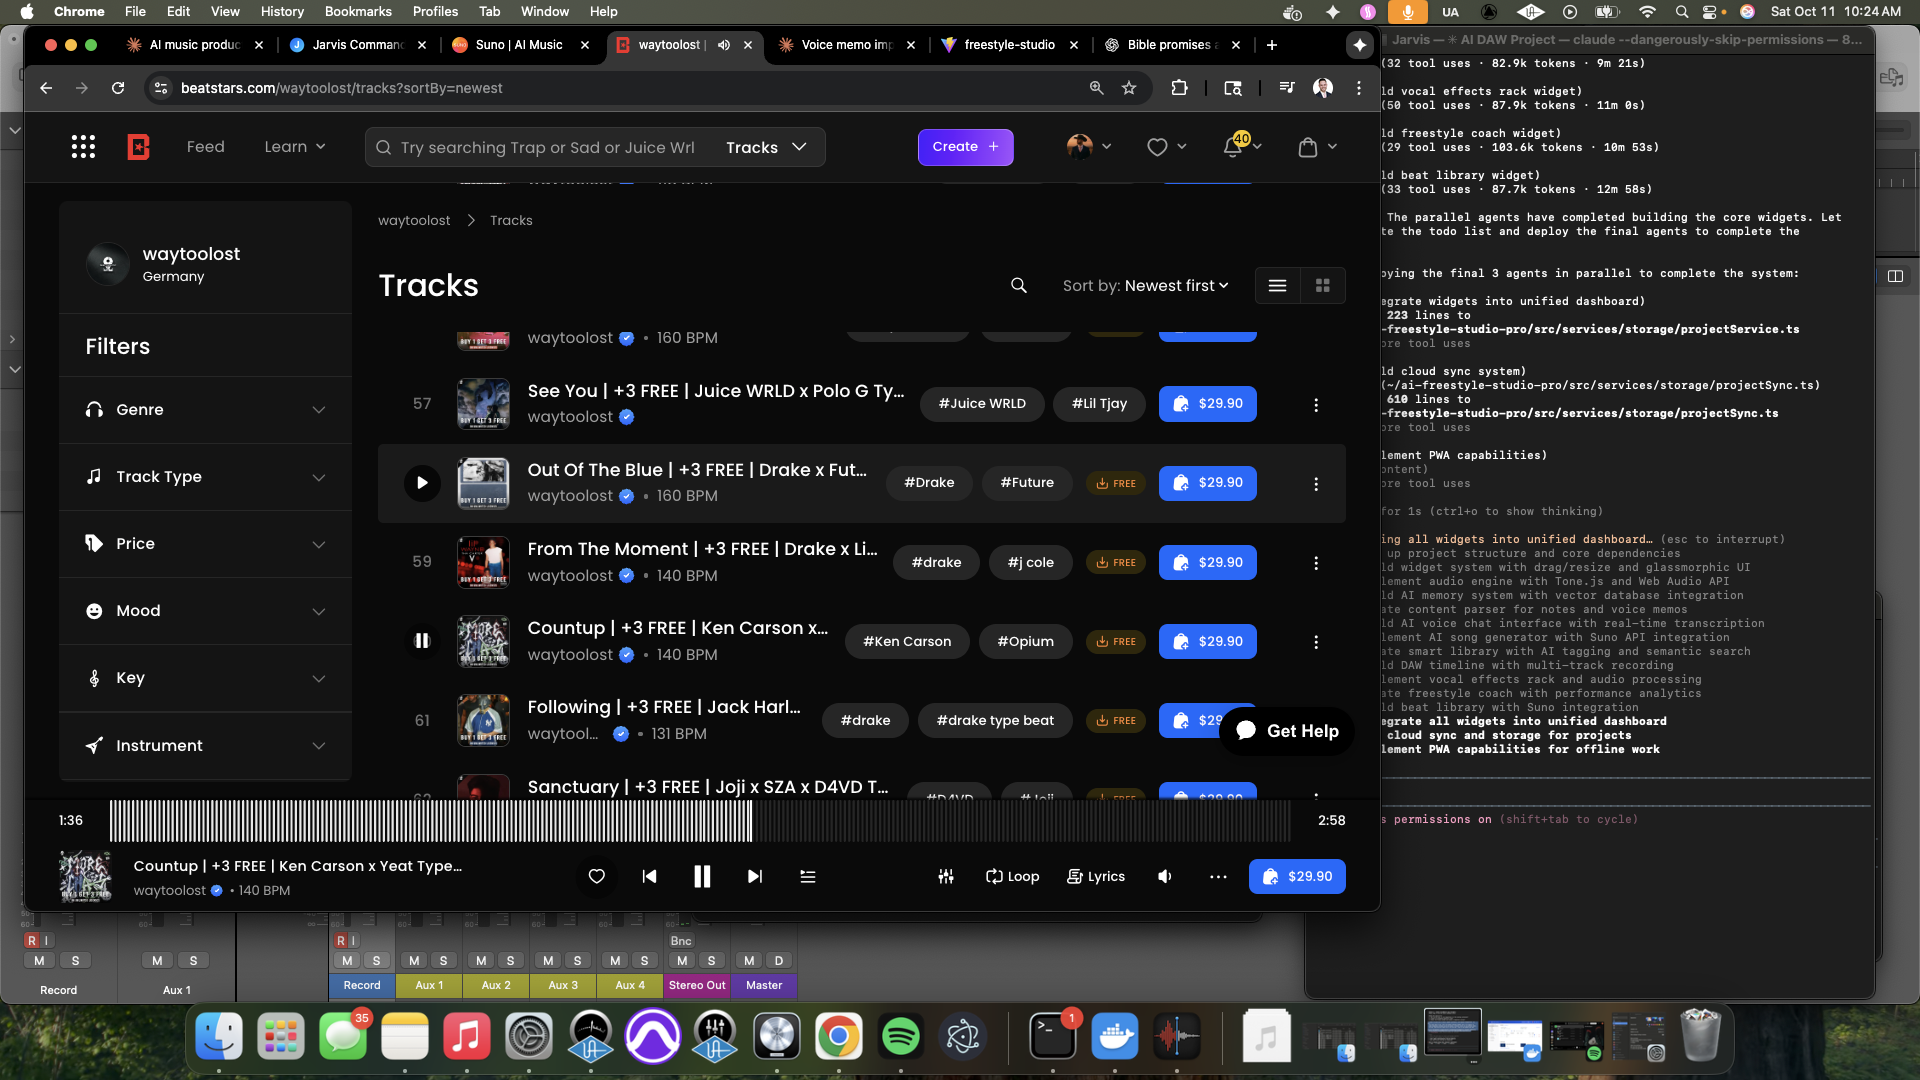 Chrome File Edit View History Bookmarks Profiles Tab Window Help
UA
Sat Oct 11 10:24 AM
AI music produc
Jarvis Comman
Suno | AI Music
waytoolost |
Voice memo imp
freestyle-studio
Bible promises a
beatstars.com/waytoolost/tracks?sortBy=newest
Feed
Learn
Try searching Trap or Sad or Juice Wrl
Tracks
Create +
40
waytoolost
Germany
Filters
Genre
Track Type
Price
Mood
Key
Instrument
waytoolost > Tracks
Tracks
Sort by: Newest first
waytoolost • 160 BPM
57
See You | +3 FREE | Juice WRLD x Polo G Ty...
waytoolost
#Juice WRLD
#Lil Tjay
$29.90
Out Of The Blue | +3 FREE | Drake x Fut...
waytoolost • 160 BPM
#Drake
#Future
FREE
$29.90
59
From The Moment | +3 FREE | Drake x Li...
waytoolost • 140 BPM
#drake
#j cole
FREE
$29.90
Countup | +3 FREE | Ken Carson x...
waytoolost • 140 BPM
#Ken Carson
#Opium
FREE
$29.90
61
Following | +3 FREE | Jack Harl...
waytool... • 131 BPM
#drake
#drake type beat
FREE
Get Help
Sanctuary | +3 FREE | Joji x SZA x D4VD T...
#D4VD
#Joji
FREE
$29.90
1:36
2:58
Countup | +3 FREE | Ken Carson x Yeat Type...
waytoolost • 140 BPM
Loop
Lyrics
$29.90
Jarvis — ✳ AI DAW Project — claude --dangerously-skip-permissions — 8...
(32 tool uses · 82.9k tokens · 9m 21s)
ld vocal effects rack widget)
(50 tool uses · 87.9k tokens · 11m 0s)
ld freestyle coach widget)
(29 tool uses · 103.6k tokens · 10m 53s)
ld beat library widget)
(33 tool uses · 87.7k tokens · 12m 58s)
The parallel agents have completed building the core widgets. Let
te the todo list and deploy the final agents to complete the
oying the final 3 agents in parallel to complete the system:
egrate widgets into unified dashboard)
223 lines to
-freestyle-studio-pro/src/services/storage/projectService.ts
ore tool uses
ld cloud sync system)
(~/ai-freestyle-studio-pro/src/services/storage/projectSync.ts)
610 lines to
-freestyle-studio-pro/src/services/storage/projectSync.ts
ore tool uses
lement PWA capabilities)
ontent)
ore tool uses
for 1s (ctrl+o to show thinking)
ing all widgets into unified dashboard… (esc to interrupt)
up project structure and core dependencies
ld widget system with drag/resize and glassmorphic UI
lement audio engine with Tone.js and Web Audio API
ld AI memory system with vector database integration
ate content parser for notes and voice memos
ld AI voice chat interface with real-time transcription
lement AI song generator with Suno API integration
ate smart library with AI tagging and semantic search
ld DAW timeline with multi-track recording
lement vocal effects rack and audio processing
ate freestyle coach with performance analytics
ld beat library with Suno integration
egrate all widgets into unified dashboard
cloud sync and storage for projects
lement PWA capabilities for offline work
s permissions on (shift+tab to cycle)
R I
R I
Bnc
M S
M S
M S
M S
M S
M S
M S
M S
M D
Record
Aux 1
Record
Aux 1
Aux 2
Aux 3
Aux 4
Stereo Out
Master
35
1